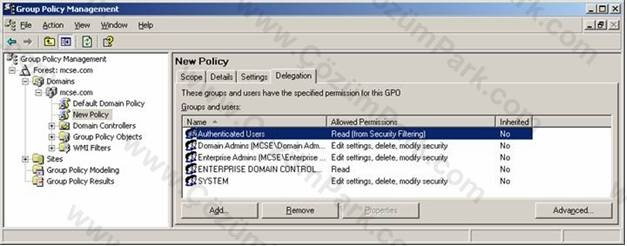 Group Policy Management
File Action View Window Help
Group Policy Management
Forest: mcse.com
Domains
mcse.com
Default Domain Policy
New Policy
Domain Controllers
Group Policy Objects
WMI Filters
Sites
Group Policy Modeling
Group Policy Results
New Policy
Scope Details Settings Delegation
These groups and users have the specified permission for this GPO
Groups and users:
Name Allowed Permissions Inherited
Authenticated Users Read (from Security Filtering) No
Domain Admins (MCSE\Domain Adm... Edit settings, delete, modify security No
Enterprise Admins (MCSE\Enterprise ... Edit settings, delete, modify security No
ENTERPRISE DOMAIN CONTROL... Read No
SYSTEM Edit settings, delete, modify security No
Add... Remove Properties Advanced...
www.ÇözümPark.com